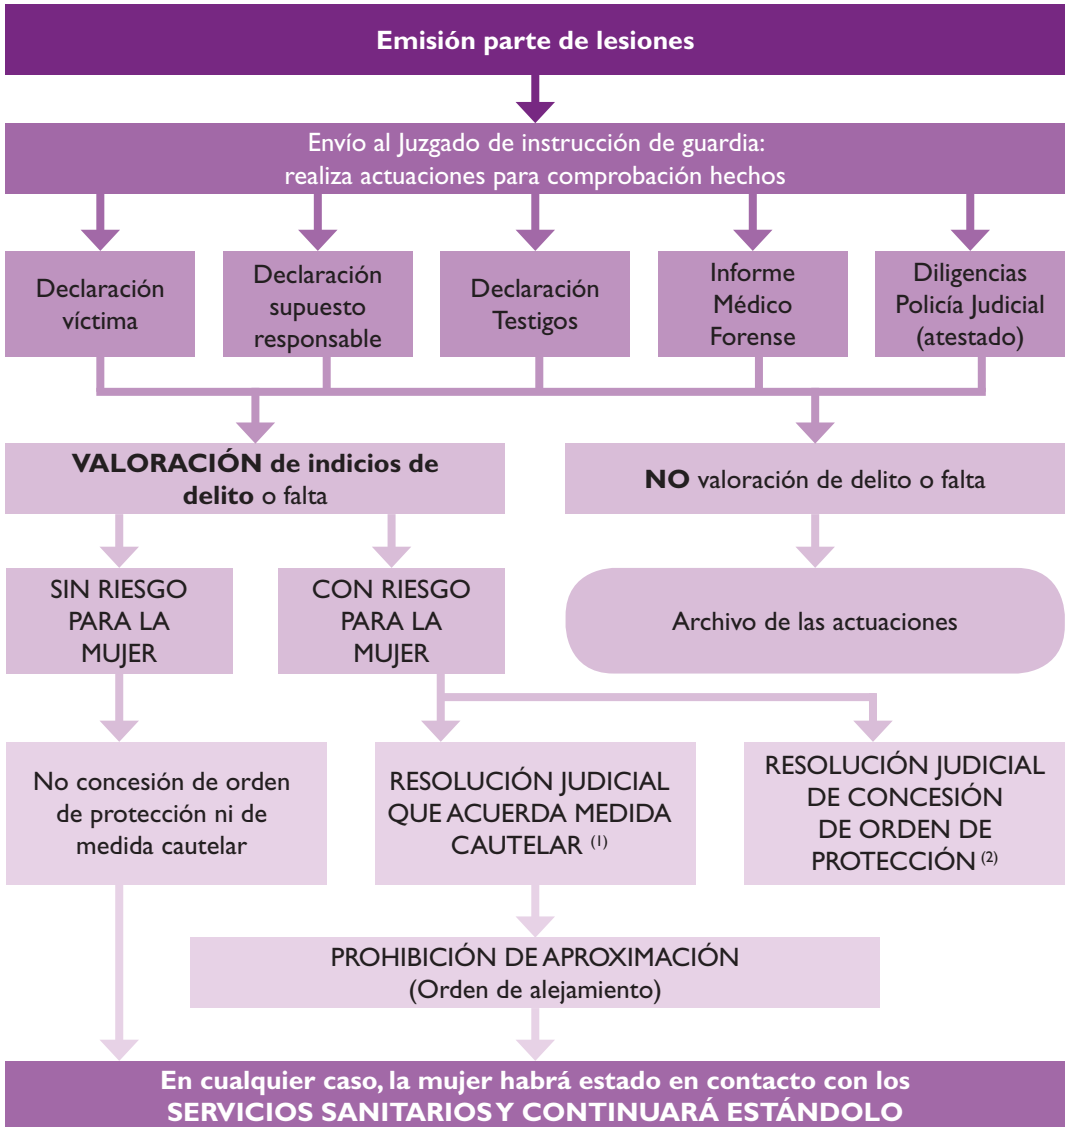 Emisión parte de lesiones
Envío al Juzgado de instrucción de guardia:
realiza actuaciones para comprobación hechos
Declaración
víctima
Declaración
supuesto
responsable
Declaración
Testigos
Informe
Médico
Forense
Diligencias
Policía Judicial
(atestado)
VALORACIÓN de indicios de
delito o falta
NO valoración de delito o falta
SIN RIESGO
PARA LA
MUJER
CON RIESGO
PARA LA
MUJER
Archivo de las actuaciones
No concesión de orden
de protección ni de
medida cautelar
RESOLUCIÓN JUDICIAL
QUE ACUERDA MEDIDA
CAUTELAR (1)
RESOLUCIÓN JUDICIAL
DE CONCESIÓN
DE ORDEN DE
PROTECCIÓN (2)
PROHIBICIÓN DE APROXIMACIÓN
(Orden de alejamiento)
En cualquier caso, la mujer habrá estado en contacto con los
SERVICIOS SANITARIOS Y CONTINUARÁ ESTÁNDOLO